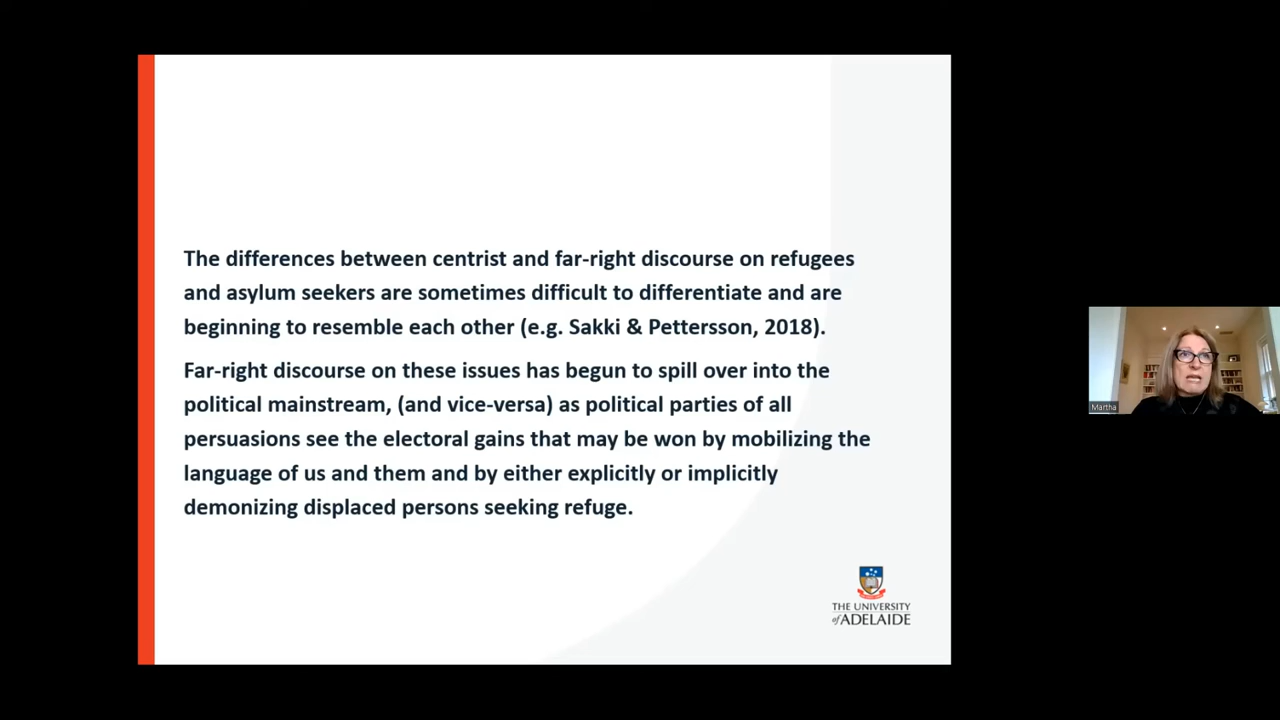 The differences between centrist and far-right discourse on refugees
and asylum seekers are sometimes difficult to differentiate and are
beginning to resemble each other (e.g. Sakki & Pettersson, 2018).
Far-right discourse on these issues has begun to spill over into the
political mainstream, (and vice-versa) as political parties of all
persuasions see the electoral gains that may be won by mobilizing the
language of us and them and by either explicitly or implicitly
demonizing displaced persons seeking refuge.
THE UNIVERSITY
of ADELAIDE
Martha